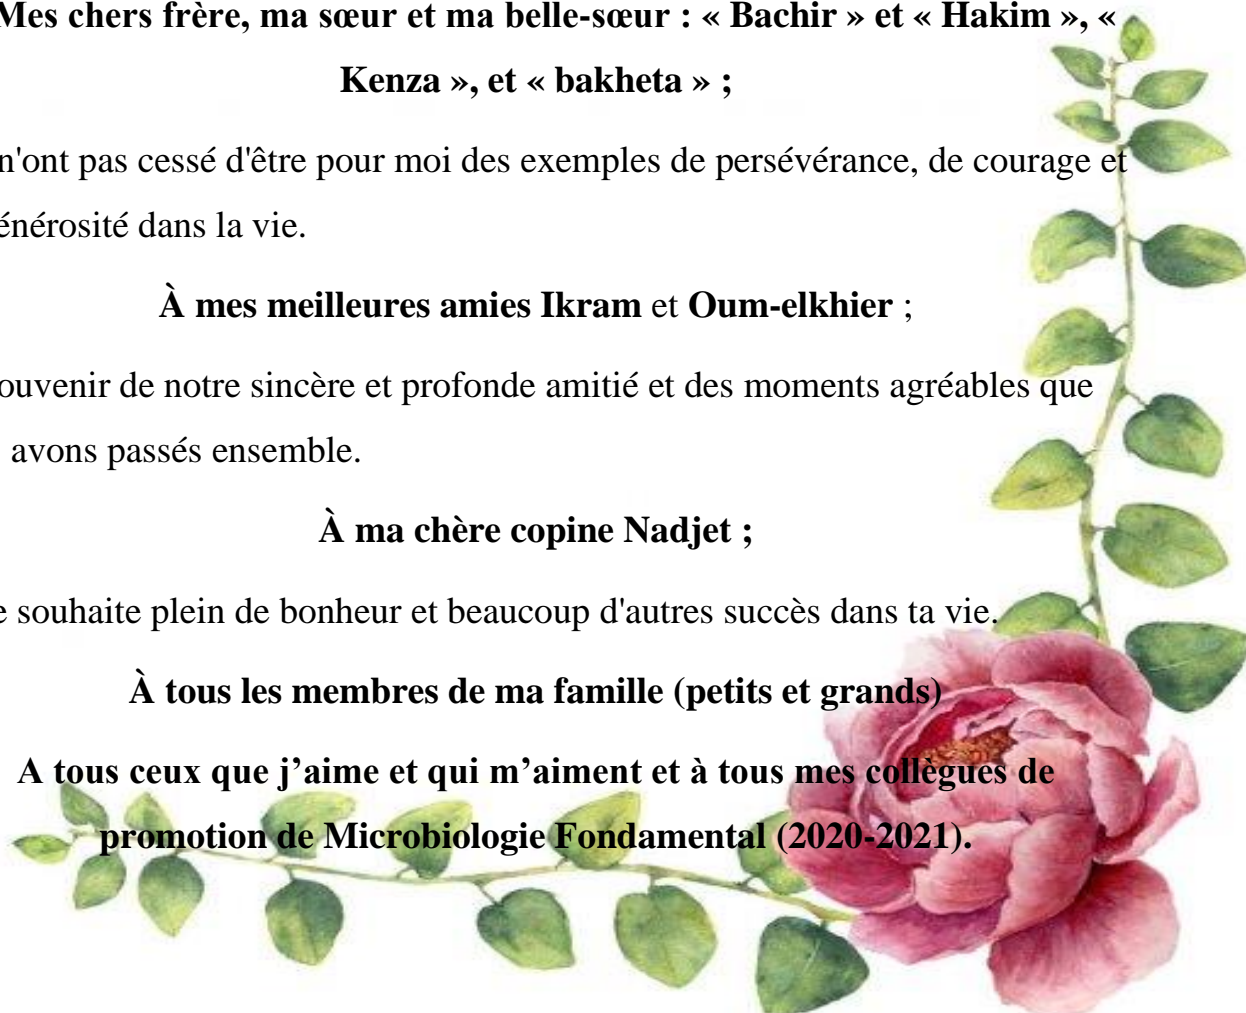 Mes chers frère, ma sœur et ma belle-sœur : « Bachir » et « Hakim », «
Kenza », et « bakheta » ;
n'ont pas cessé d'être pour moi des exemples de persévérance, de courage et
énérosité dans la vie.
À mes meilleures amies Ikram et Oum-elkhier ;
ouvenir de notre sincère et profonde amitié et des moments agréables que
avons passés ensemble.
À ma chère copine Nadjet ;
e souhaite plein de bonheur et beaucoup d'autres succès dans ta vie.
À tous les membres de ma famille (petits et grands)
A tous ceux que j’aime et qui m’aiment et à tous mes collègues de
promotion de Microbiologie Fondamental (2020-2021).